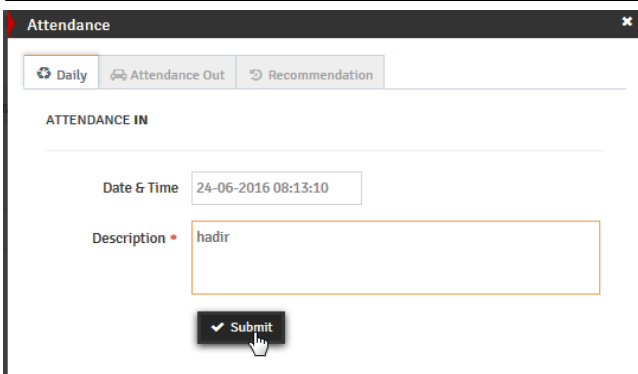 Attendance
Daily Attendance Out Recommendation
ATTENDANCE IN
Date & Time 24-06-2016 08:13:10
Description * hadir
Submit